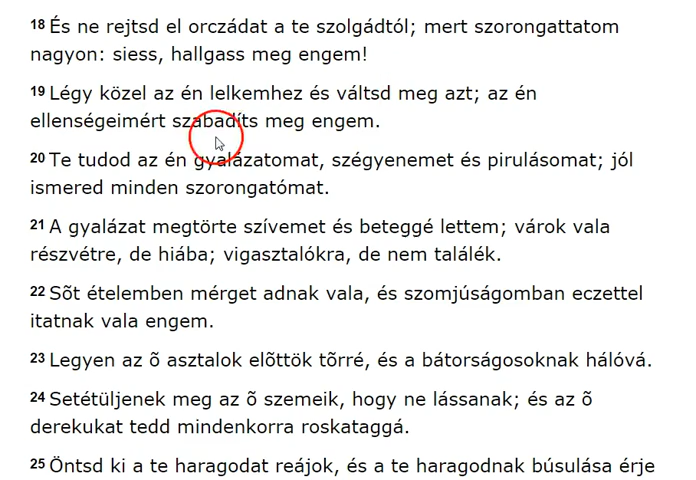 18 És ne rejtsd el orczádat a te szolgádtól; mert szorongattatom
nagyon: siess, hallgass meg engem!
19 Légy közel az én lelkemhez és váltsd meg azt; az én
ellenségeimért szabadíts meg engem.
20 Te tudod az én gyalázatomat, szégyenemet és pirulásomat; jól
ismered minden szorongatómat.
21 A gyalázat megtörte szívemet és beteggé lettem; várok vala
részvétre, de hiába; vigasztalókra, de nem találék.
22 Sõt ételemben mérget adnak vala, és szomjúságomban eczettel
itatnak vala engem.
23 Legyen az õ asztalok elõttök tõrré, és a bátorságosoknak hálóvá.
24 Setétüljenek meg az õ szemeik, hogy ne lássanak; és az õ
derekukat tedd mindenkorra roskataggá.
25 Öntsd ki a te haragodat reájok, és a te haragodnak búsulása érje